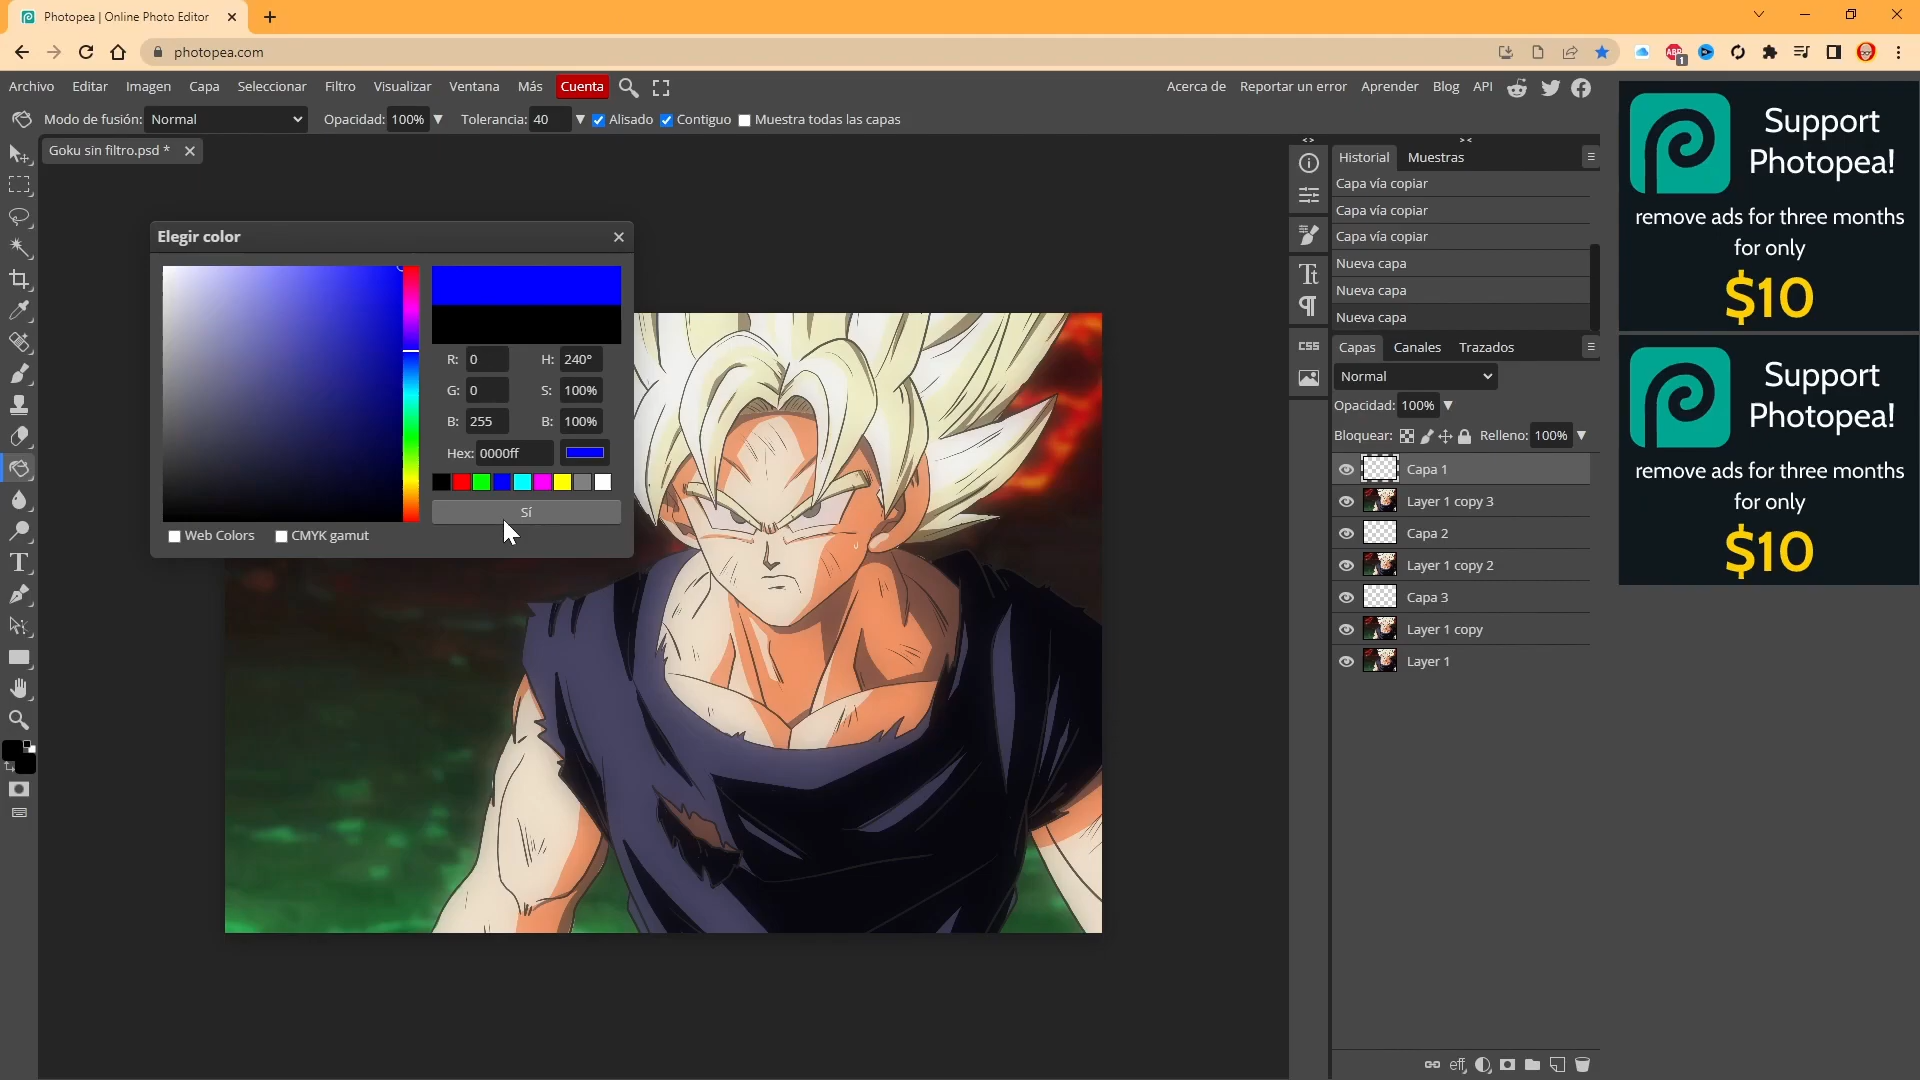 Photopea | Online Photo Editor
photopea.com
ABP
1
Archivo Editar Imagen Capa Seleccionar Filtro Visualizar Ventana Más Cuenta
Acerca de Reportar un error Aprender Blog API
Modo de fusión: Normal Opacidad: 100% Tolerancia: 40 Alisado Contiguo Muestra todas las capas
Goku sin filtro.psd *
Elegir color
R: 0 H: 240°
G: 0 S: 100%
B: 255 B: 100%
Hex: 0000ff
Sí
Web Colors CMYK gamut
Historial Muestras
Capa vía copiar
Capa vía copiar
Capa vía copiar
Nueva capa
Nueva capa
Nueva capa
CSS
Capas Canales Trazados
Normal
Opacidad: 100%
Bloquear: Relleno: 100%
Capa 1
Layer 1 copy 3
Capa 2
Layer 1 copy 2
Capa 3
Layer 1 copy
Layer 1
eff
Support
Photopea!
remove ads for three months
for only
$10
Support
Photopea!
remove ads for three months
for only
$10